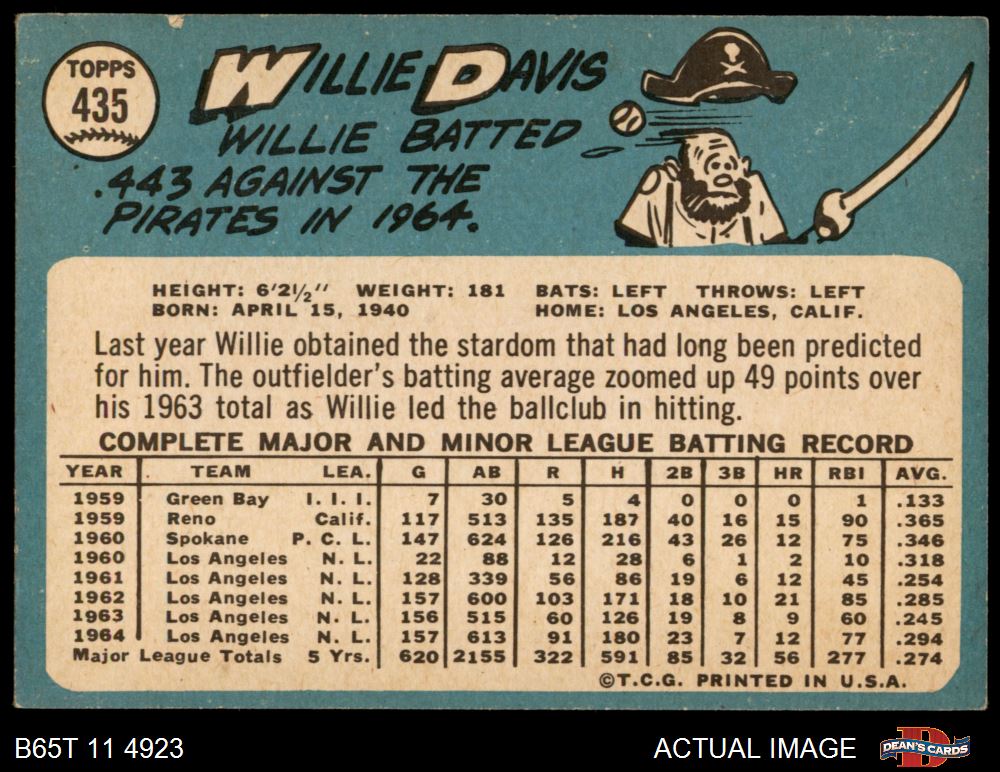 TOPPS
435
WILLIE DAVIS
WILLIE BATTED
.443 AGAINST THE
PIRATES IN 1964.
HEIGHT: 6'2½" WEIGHT: 181 BATS: LEFT THROWS: LEFT
BORN: APRIL 15, 1940 HOME: LOS ANGELES, CALIF.
Last year Willie obtained the stardom that had long been predicted
for him. The outfielder's batting average zoomed up 49 points over
his 1963 total as Willie led the ballclub in hitting.
COMPLETE MAJOR AND MINOR LEAGUE BATTING RECORD
YEAR TEAM LEA. G AB R H 2B 3B HR RBI AVG.
1959 Green Bay I. I. I. 7 30 5 4 0 0 0 1 .133
1959 Reno Calif. 117 513 135 187 40 16 15 90 .365
1960 Spokane P. C. L. 147 624 126 216 43 26 12 75 .346
1960 Los Angeles N. L. 22 88 12 28 6 1 2 10 .318
1961 Los Angeles N. L. 128 339 56 86 19 6 12 45 .254
1962 Los Angeles N. L. 157 600 103 171 18 10 21 85 .285
1963 Los Angeles N. L. 156 515 60 126 19 8 9 60 .245
1964 Los Angeles N. L. 157 613 91 180 23 7 12 77 .294
Major League Totals 5 Yrs. 620 2155 322 591 85 32 56 277 .274
©T.C.G. PRINTED IN U.S.A.
B65T 11 4923 ACTUAL IMAGE DEAN'S CARDS